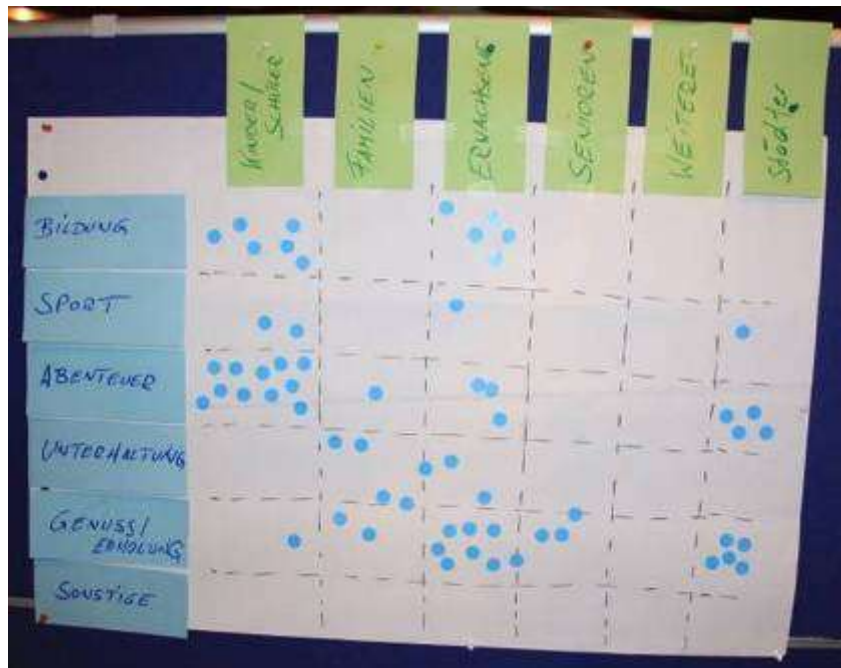 KINDER/
SCHÜLER
FAMILIEN
ERWACHSENE
SENIOREN
WEITERE
Städter
BILDUNG
SPORT
ABENTEUER
UNTERHALTUNG
GENUSS/
ERHOLUNG
SONSTIGE